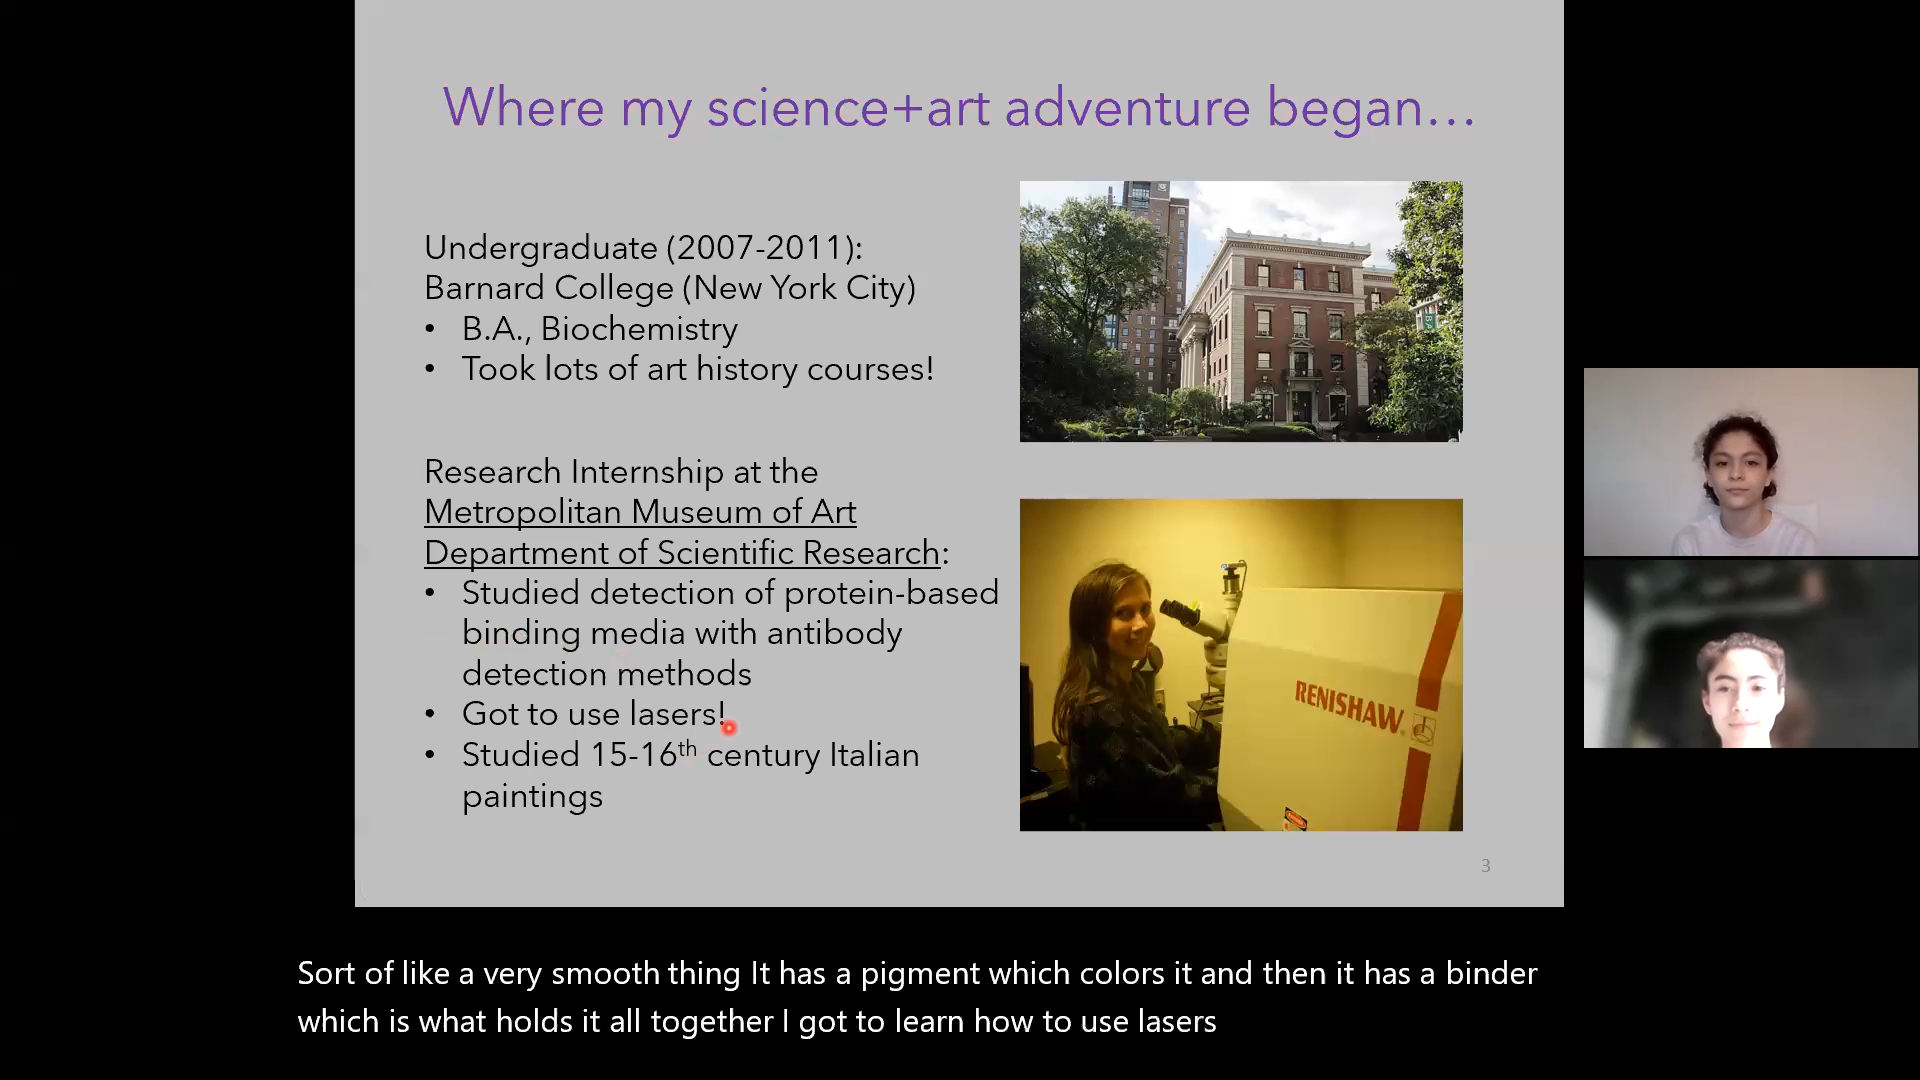 Where my science+art adventure began...
Undergraduate (2007-2011):
Barnard College (New York City)
• B.A., Biochemistry
• Took lots of art history courses!
Research Internship at the
Metropolitan Museum of Art
Department of Scientific Research:
• Studied detection of protein-based
binding media with antibody
detection methods
• Got to use lasers!
• Studied 15-16th century Italian
paintings
RENISHAW
3
Sort of like a very smooth thing It has a pigment which colors it and then it has a binder
which is what holds it all together I got to learn how to use lasers